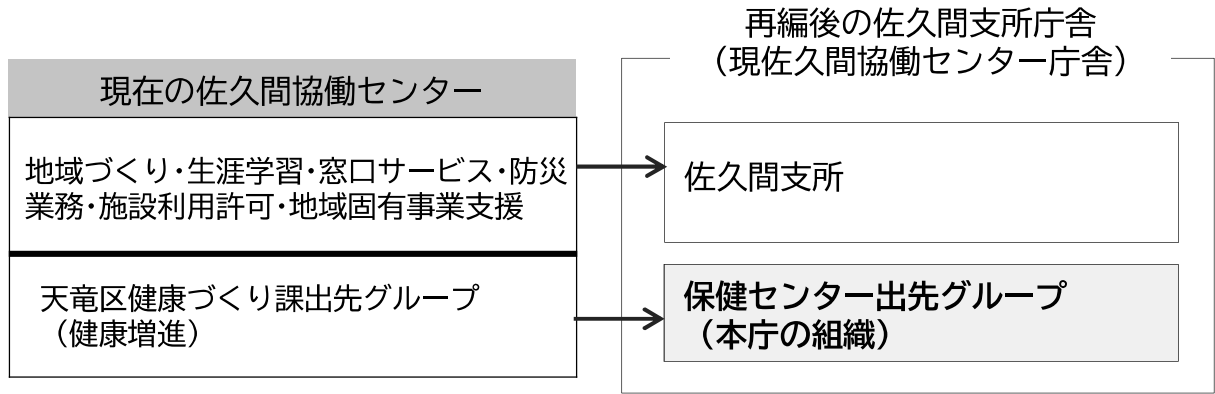 再編後の佐久間支所庁舎
（現佐久間協働センター庁舎）
現在の佐久間協働センター
地域づくり・生涯学習・窓口サービス・防災
業務・施設利用許可・地域固有事業支援
佐久間支所
天竜区健康づくり課出先グループ
（健康増進）
保健センター出先グループ
（本庁の組織）